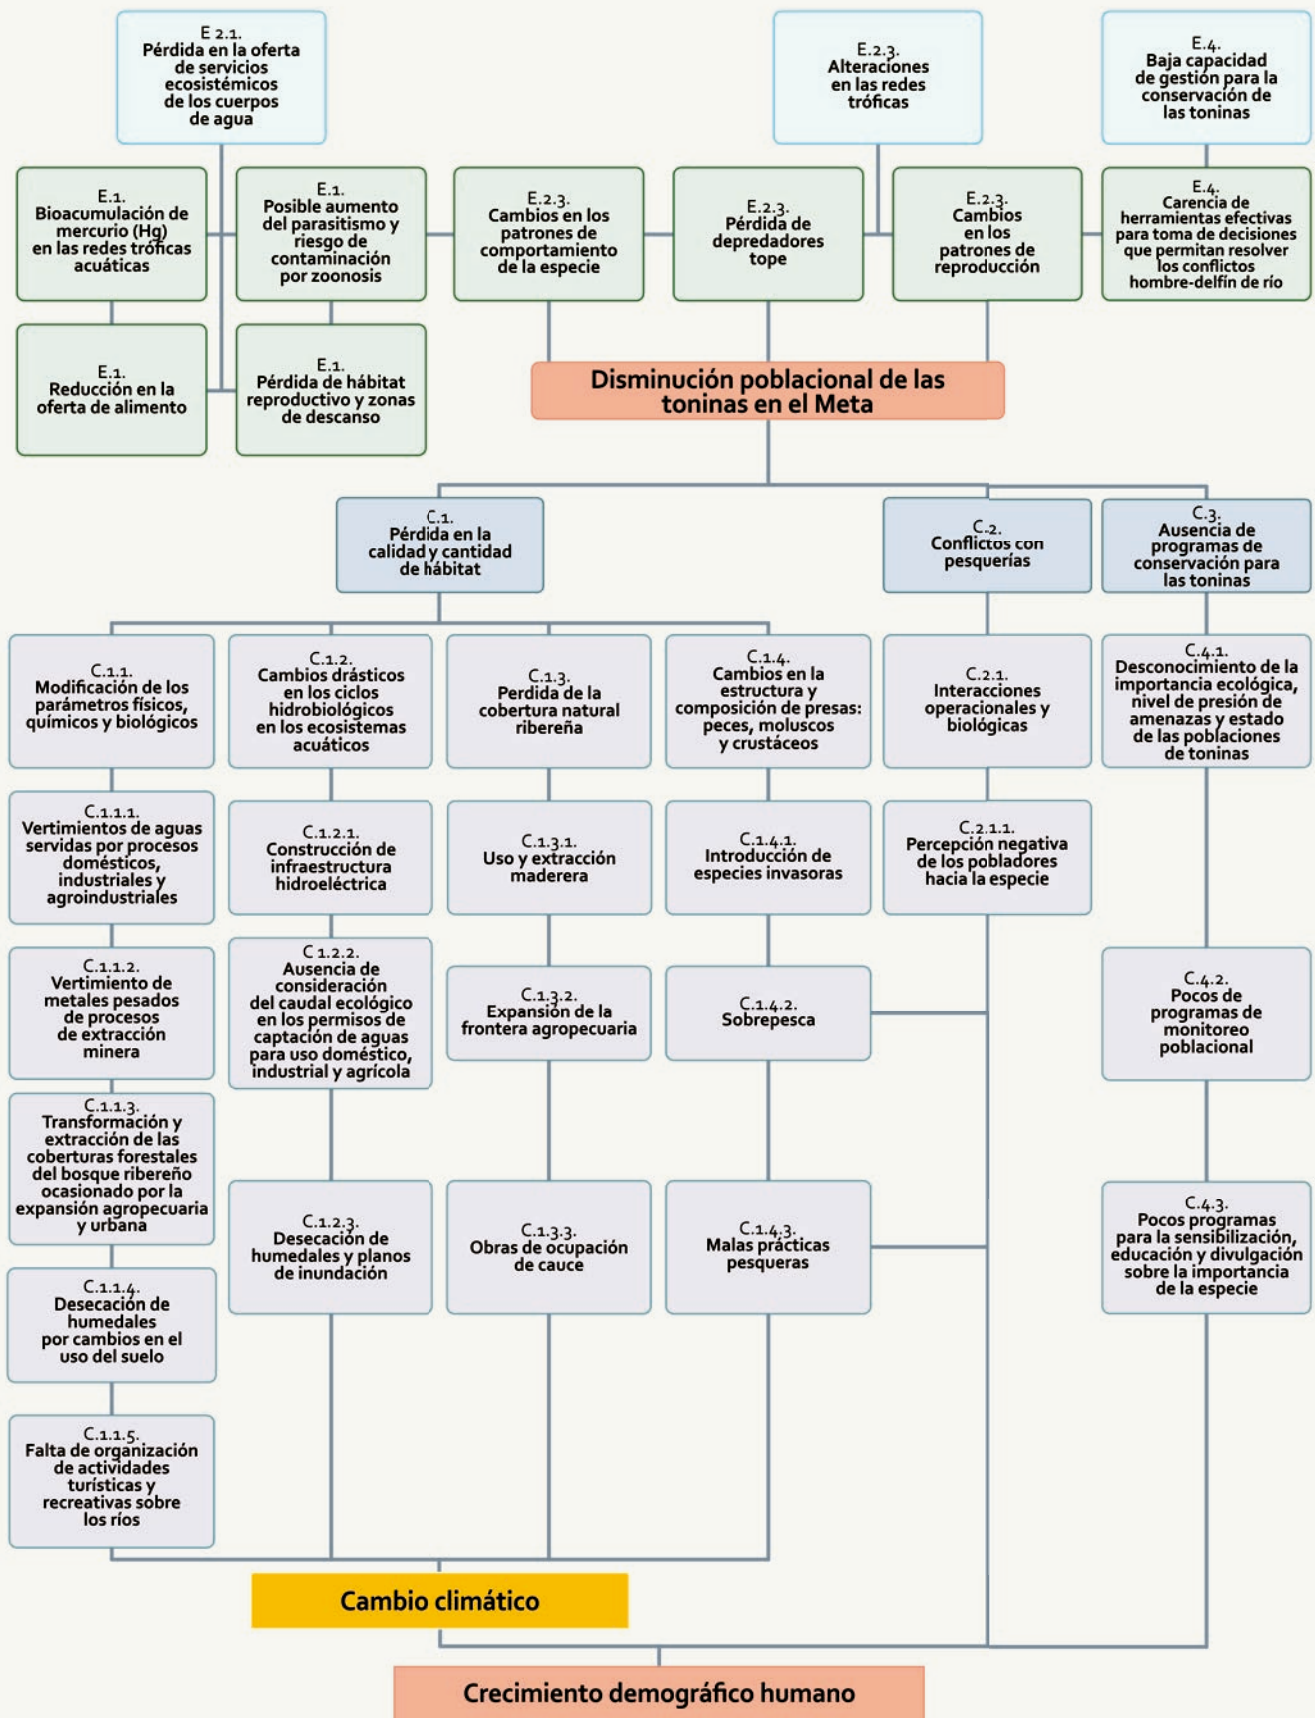 E 2.1.
Pérdida en la oferta
de servicios
ecosistémicos
de los cuerpos
de agua
E.2.3.
Alteraciones
en las redes
tróficas
E.4.
Baja capacidad
de gestión para la
conservación de
las toninas
E.1.
Bioacumulación de
mercurio (Hg)
en las redes tróficas
acuáticas
E.1.
Posible aumento
del parasitismo y
riesgo de
contaminación
por zoonosis
E.2.3.
Cambios en los
patrones de
comportamiento
de la especie
E.2.3.
Pérdida de
depredadores
tope
E.2.3.
Cambios
en los
patrones de
reproducción
E.4.
Carencia de
herramientas efectivas
para toma de decisiones
que permitan resolver
los conflictos
hombre-delfín de río
E.1.
Reducción en la
oferta de alimento
E.1.
Pérdida de hábitat
reproductivo y zonas
de descanso
Disminución poblacional de las
toninas en el Meta
C.1.
Pérdida en la
calidad y cantidad
de hábitat
C.2.
Conflictos con
pesquerías
C.3.
Ausencia de
programas de
conservación para
las toninas
C.1.1.
Modificación de los
parámetros físicos,
químicos y biológicos
C.1.2.
Cambios drásticos
en los ciclos
hidrobiológicos
en los ecosistemas
acuáticos
C.1.3.
Perdida de la
cobertura natural
ribereña
C.1.4.
Cambios en la
estructura y
composición de presas:
peces, moluscos
y crustáceos
C.2.1.
Interacciones
operacionales y
biológicas
C.4.1.
Desconocimiento de la
importancia ecológica,
nivel de presión de
amenazas y estado
de las poblaciones
de toninas
C.1.1.1.
Vertimientos de aguas
servidas por procesos
domésticos,
industriales y
agroindustriales
C.1.2.1.
Construcción de
infraestructura
hidroeléctrica
C.1.3.1.
Uso y extracción
maderera
C.1.4.1.
Introducción de
especies invasoras
C.2.1.1.
Percepción negativa
de los pobladores
hacia la especie
C.1.1.2.
Vertimiento de
metales pesados
de procesos
de extracción
minera
C 1.2.2.
Ausencia de
consideración
del caudal ecológico
en los permisos de
captación de aguas
para uso doméstico,
industrial y agrícola
C.1.3.2.
Expansión de la
frontera agropecuaria
C.1.4.2.
Sobrepesca
C.4.2.
Pocos de
programas de
monitoreo
poblacional
C.1.1.3.
Transformación y
extracción de las
coberturas forestales
del bosque ribereño
ocasionado por la
expansión agropecuaria
y urbana
C.1.2.3.
Desecación de
humedales y planos
de inundación
C.1.3.3.
Obras de ocupación
de cauce
C.1.4.3.
Malas prácticas
pesqueras
C.4.3.
Pocos programas
para la sensibilización,
educación y divulgación
sobre la importancia
de la especie
C.1.1.4.
Desecación de
humedales
por cambios en el
uso del suelo
C.1.1.5.
Falta de organización
de actividades
turísticas y
recreativas sobre
los ríos
Cambio climático
Crecimiento demográfico humano